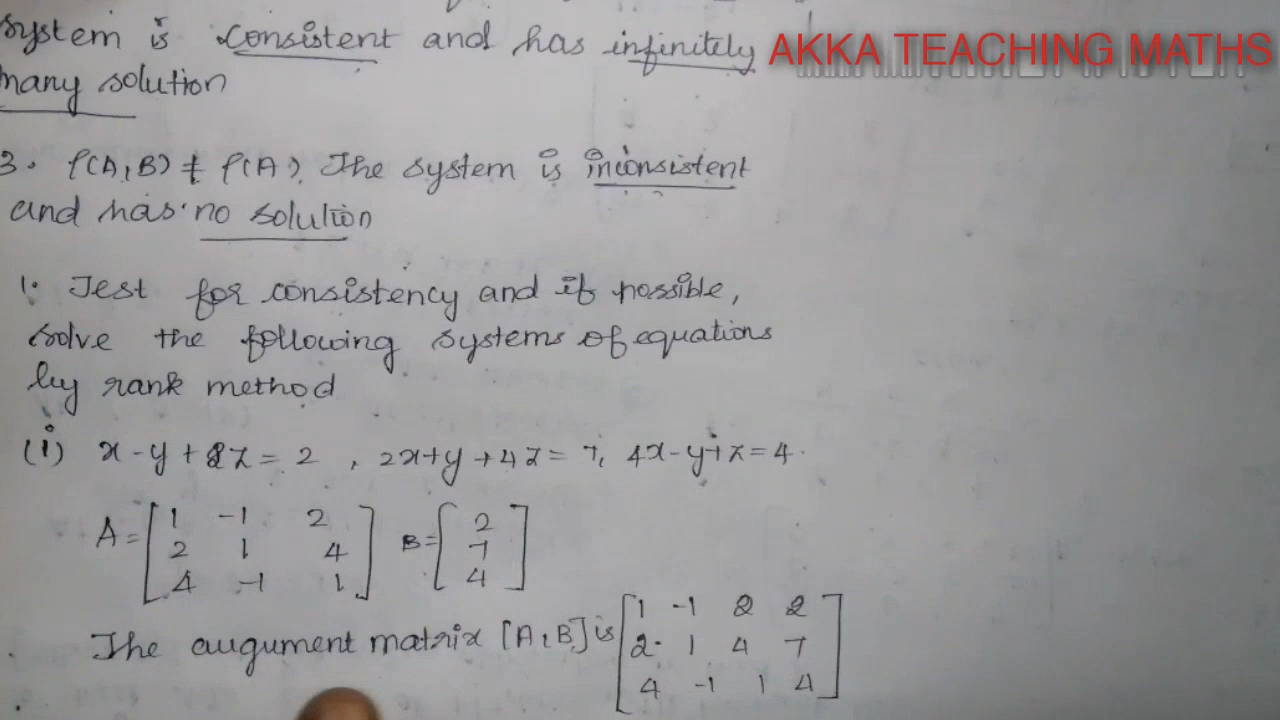 system is consistent and has infinitely
AKKA TEACHING MATHS
many solution
3. ρ(A,B) ≠ ρ(A). The system is inconsistent
and has no solution
1. Test for consistency and if possible,
solve the following systems of equations
by rank method
(i) x - y + 2z = 2 , 2x + y + 4z = 7, 4x - y + z = 4.
A = [1 -1 2 B = [2
2 1 4 7
4 -1 1] 4]
The augument matrix [A,B] is [1 -1 2 2
2 1 4 7
4 -1 1 4]